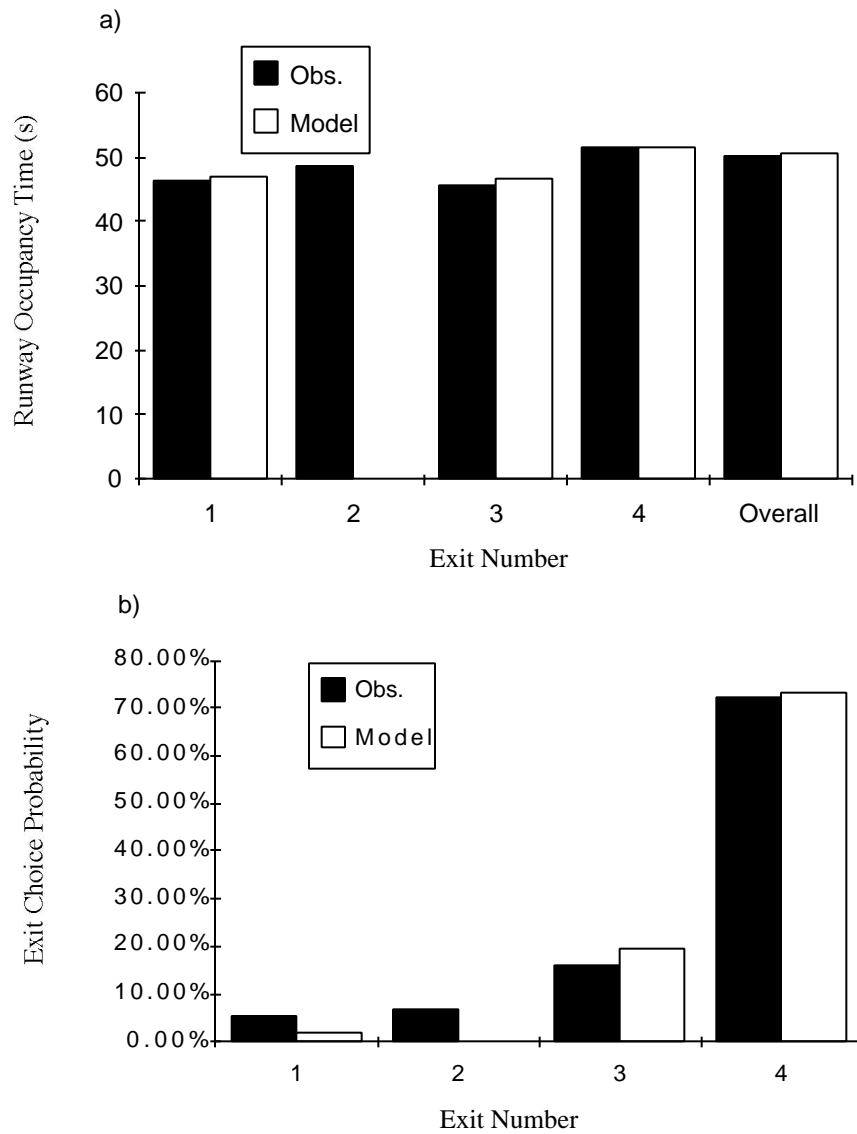 a)
Obs.
Model
Runway Occupancy Time (s)
60
50
40
30
20
10
0
1 2 3 4 Overall
Exit Number
b)
Obs.
Model
Exit Choice Probability
80.00%
70.00%
60.00%
50.00%
40.00%
30.00%
20.00%
10.00%
0.00%
1 2 3 4
Exit Number